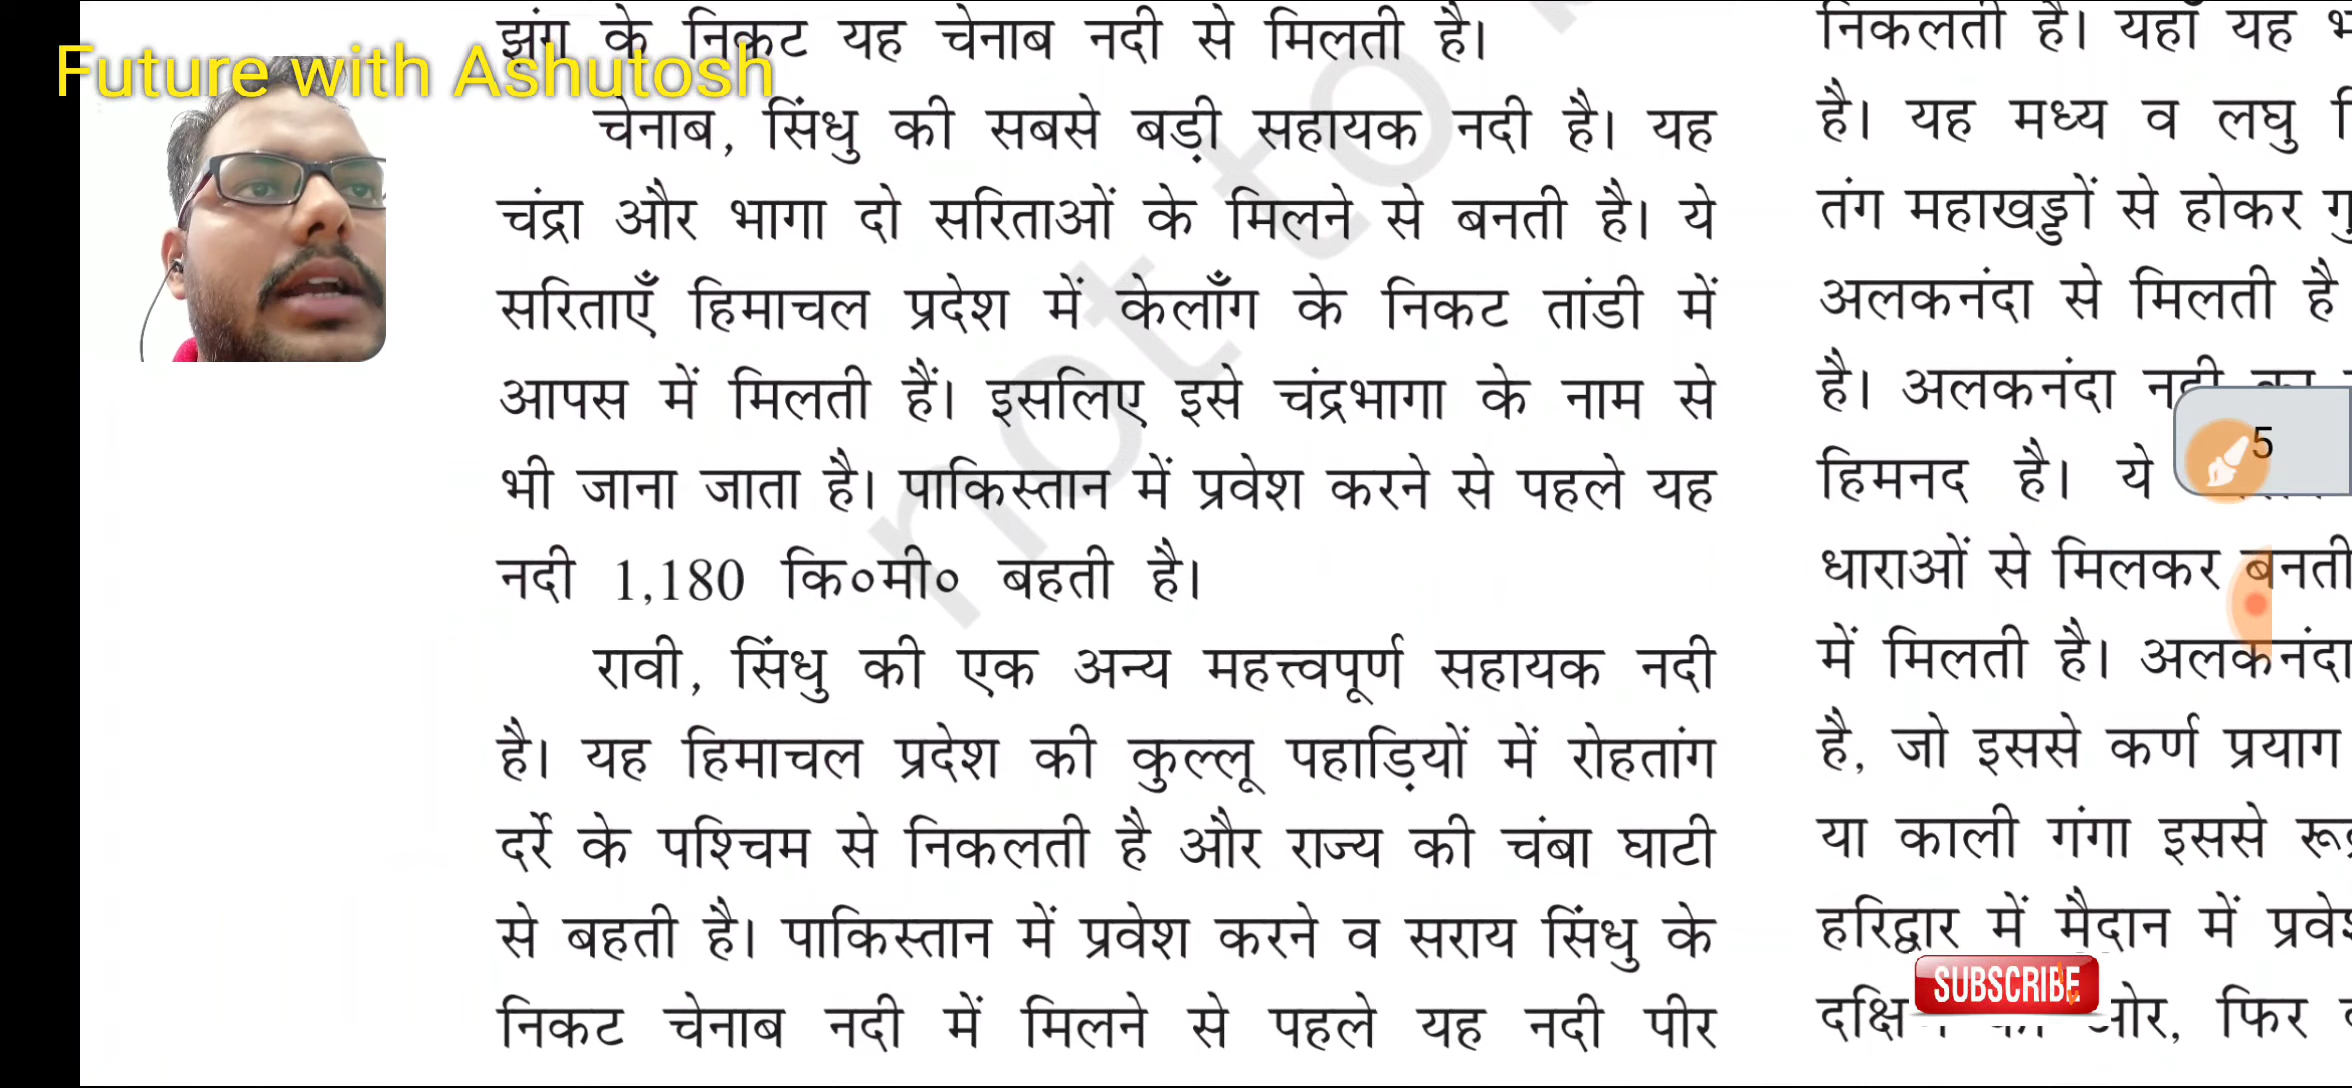 Future with Ashutosh
झंग के निकट यह चेनाब नदी से मिलती है।
चेनाब, सिंधु की सबसे बड़ी सहायक नदी है। यह
चंद्रा और भागा दो सरिताओं के मिलने से बनती है। ये
सरिताएँ हिमाचल प्रदेश में केलाँग के निकट तांडी में
आपस में मिलती हैं। इसलिए इसे चंद्रभागा के नाम से
भी जाना जाता है। पाकिस्तान में प्रवेश करने से पहले यह
नदी 1,180 कि०मी० बहती है।
रावी, सिंधु की एक अन्य महत्त्वपूर्ण सहायक नदी
है। यह हिमाचल प्रदेश की कुल्लू पहाड़ियों में रोहतांग
दर्रे के पश्चिम से निकलती है और राज्य की चंबा घाटी
से बहती है। पाकिस्तान में प्रवेश करने व सराय सिंधु के
निकट चेनाब नदी में मिलने से पहले यह नदी पीर
निकलती है। यहाँ यह
है। यह मध्य व लघु
तंग महाखड्डों से होकर
अलकनंदा से मिलती है
है। अलकनंदा नदी
हिमनद है। ये
धाराओं से मिलकर बनती
में मिलती है। अलकनंदा
है, जो इससे कर्ण प्रयाग
या काली गंगा इससे
हरिद्वार में मैदान में
फिर
5
SUBSCRIBE
not to